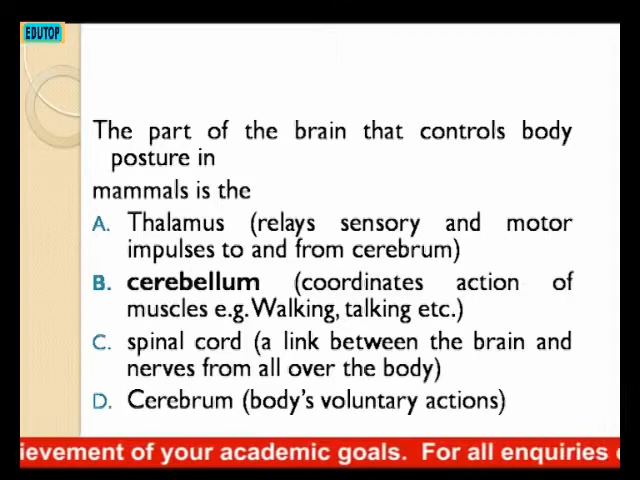 EDUTOP
The part of the brain that controls body
posture in
mammals is the
A. Thalamus (relays sensory and motor
impulses to and from cerebrum)
B. cerebellum (coordinates action of
muscles e.g. Walking, talking etc.)
C. spinal cord (a link between the brain and
nerves from all over the body)
D. Cerebrum (body's voluntary actions)
ievement of your academic goals. For all enquiries